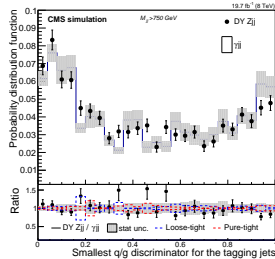 19.7 fb⁻¹ (8 TeV)
CMS simulation
M_jj>750 GeV
DY Zjj
γjj
Probability distribution function
0.1
0.09
0.08
0.07
0.06
0.05
0.04
0.03
0.02
0.01
Ratio
1.5
1
0.5
DY Zjj / γjj
stat unc.
Loose-tight
Pure-tight
0 0.2 0.4 0.6 0.8
Smallest q/g discriminator for the tagging jets